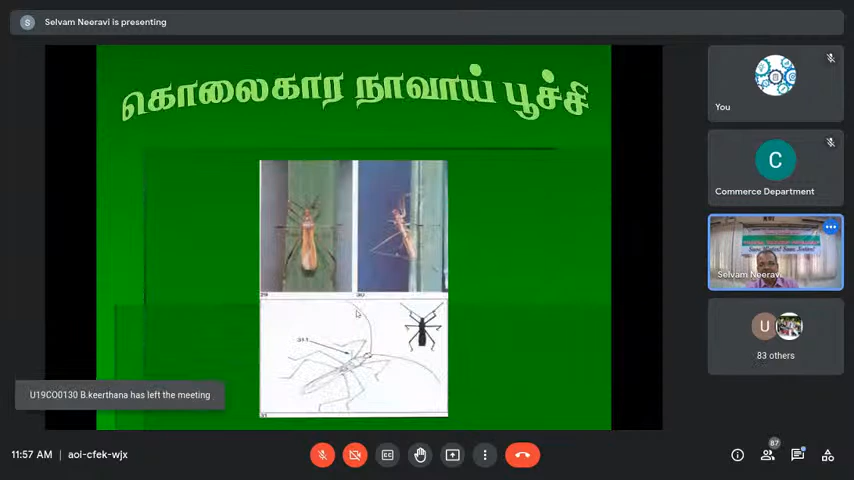 Selvam Neeravi is presenting
S
கொலைகார நாவாய் பூச்சி
You
C
Commerce Department
Selvam Neeravi
U
83 others
U19CO0130 B.keerthana has left the meeting
11:57 AM | aoi-cfek-wjx
87